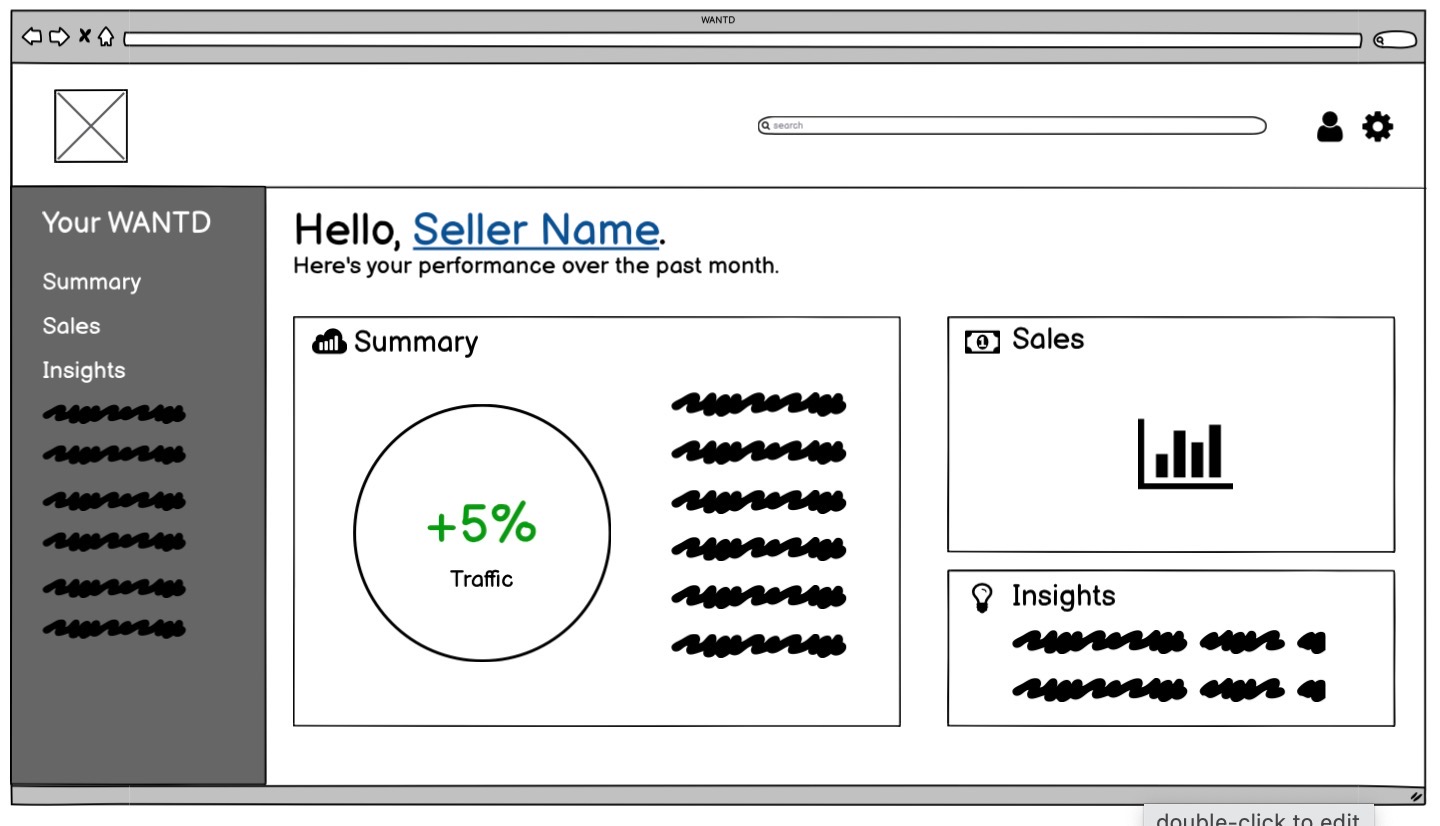 WANTD
search
Your WANTD
Summary
Sales
Insights
Hello, Seller Name.
Here's your performance over the past month.
Summary
+5%
Traffic
Sales
1
Insights
double-click to edit